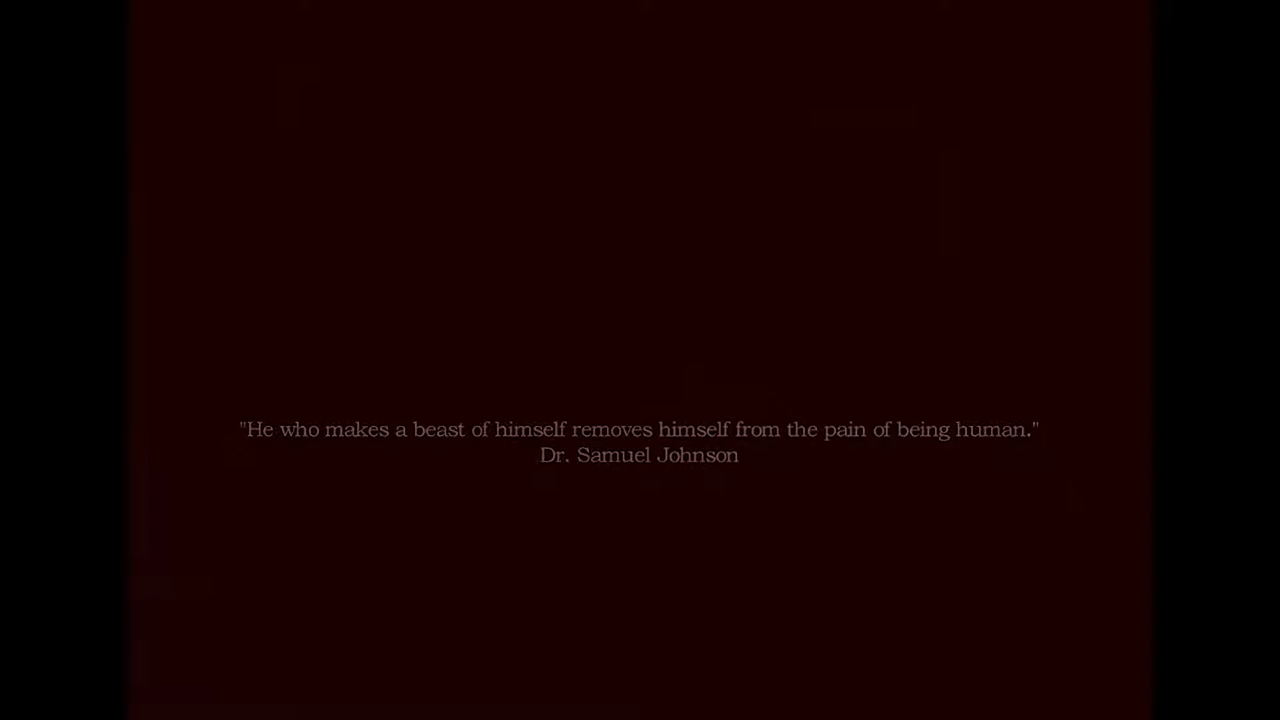 "He who makes a beast of himself removes himself from the pain of being human."
Dr. Samuel Johnson